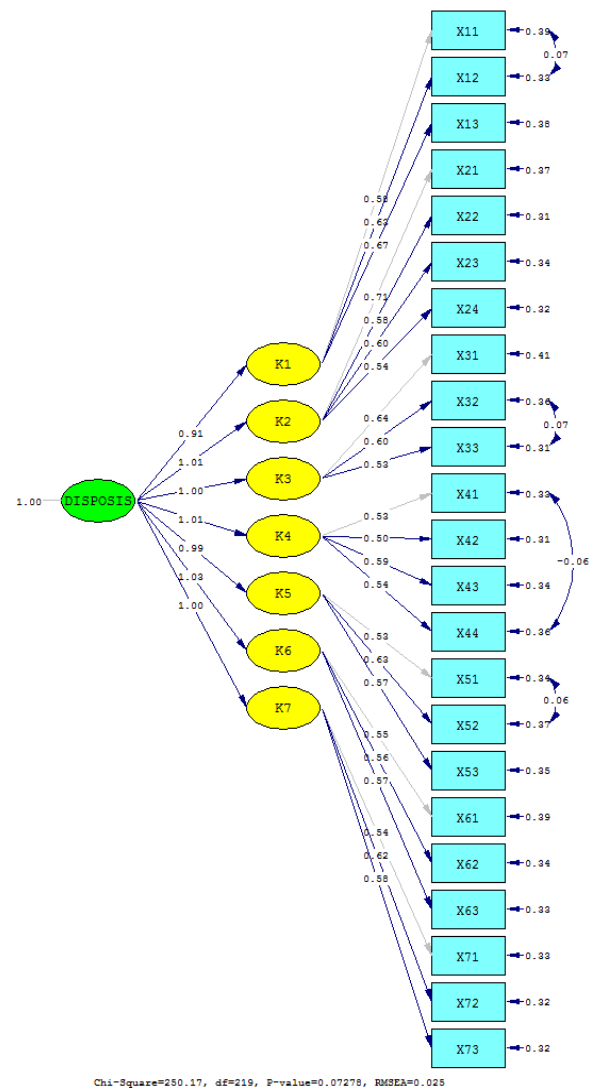 X11
0.39
0.07
X12
0.33
X13
0.38
X21
0.37
X22
0.31
X23
0.34
X24
0.32
X31
0.41
X32
0.36
0.07
X33
0.31
X41
0.33
X42
0.31
-0.06
X43
0.34
X44
0.36
X51
0.34
0.06
X52
0.37
X53
0.35
X61
0.39
X62
0.34
X63
0.33
X71
0.33
X72
0.32
X73
0.32
0.58
0.63
0.67
0.71
0.58
0.60
0.54
0.64
0.60
0.53
0.53
0.50
0.59
0.54
0.53
0.63
0.57
0.55
0.56
0.57
0.54
0.62
0.58
K1
K2
K3
K4
K5
K6
K7
0.91
1.01
1.00
1.01
0.99
1.03
1.00
1.00
DISPOSIS
Chi-Square=250.17, df=219, P-value=0.07278, RMSEA=0.025